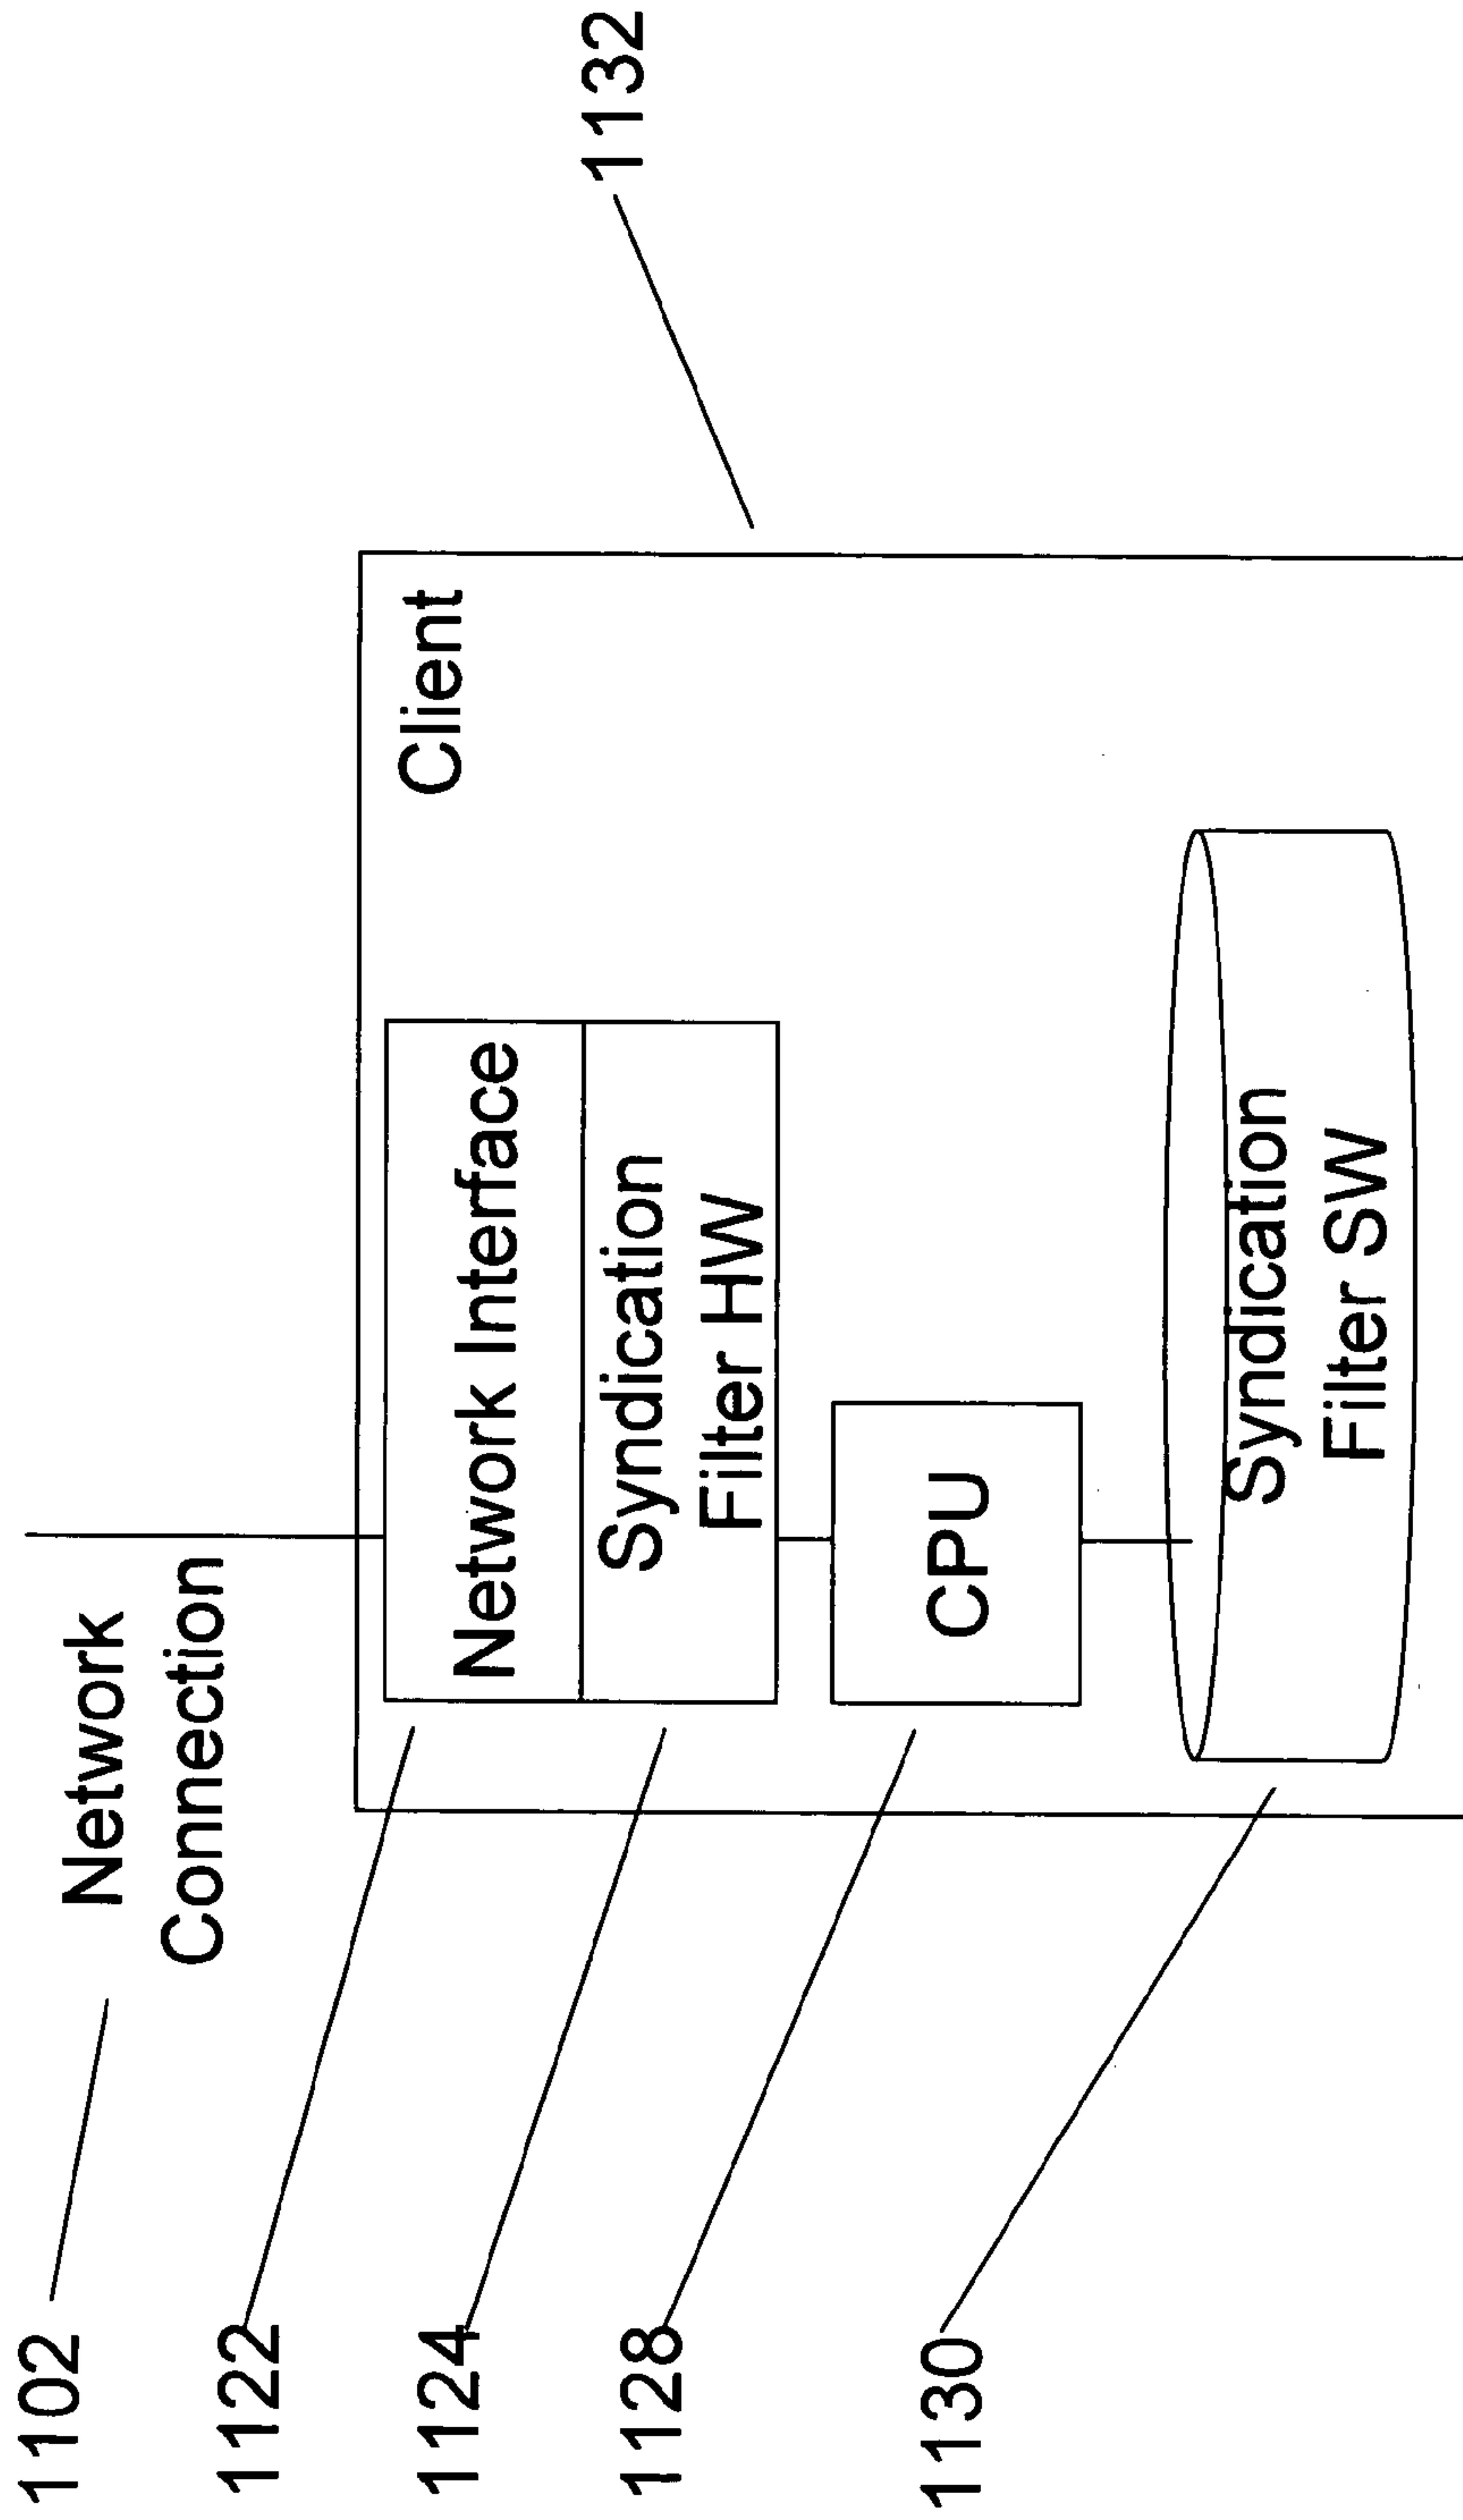 1102
Network
Connection
1122
Client
1132
Network Interface
1124
Syndication
Filter HW
1128
CPU
1130
Syndication
Filter SW